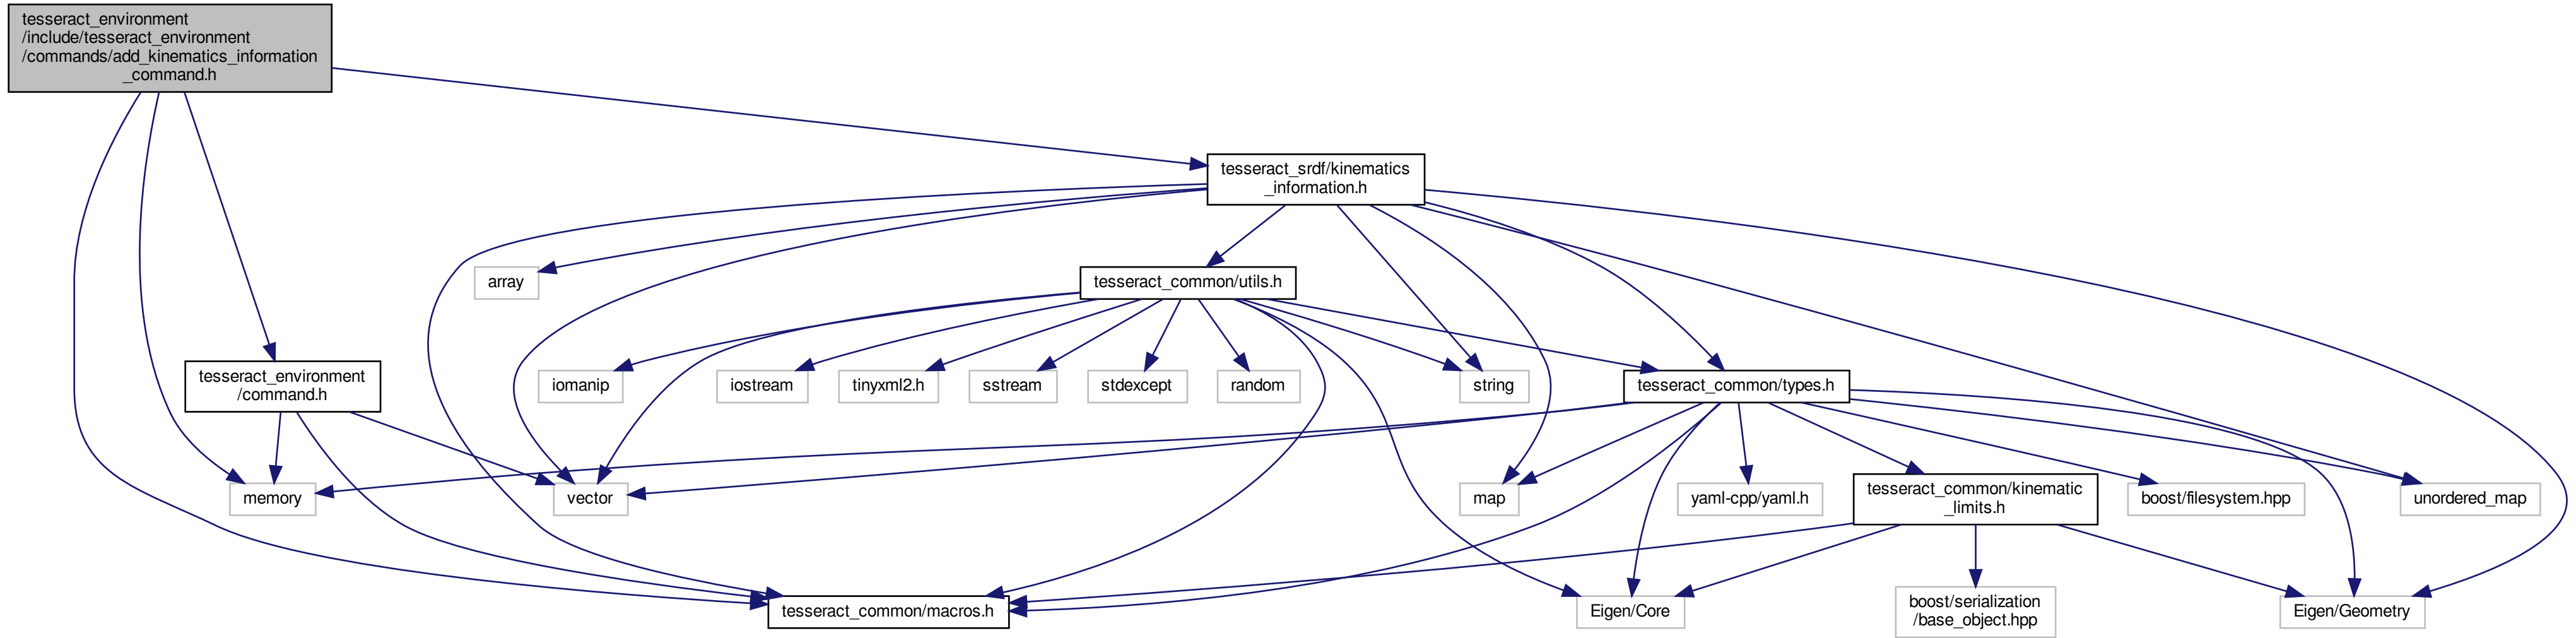 tesseract_environment
/include/tesseract_environment
/commands/add_kinematics_information
_command.h
tesseract_srdf/kinematics
_information.h
array
tesseract_common/utils.h
iomanip
iostream
tinyxml2.h
sstream
stdexcept
random
string
tesseract_common/types.h
tesseract_environment
/command.h
memory
vector
map
yaml-cpp/yaml.h
tesseract_common/kinematic
_limits.h
boost/filesystem.hpp
unordered_map
tesseract_common/macros.h
Eigen/Core
boost/serialization
/base_object.hpp
Eigen/Geometry